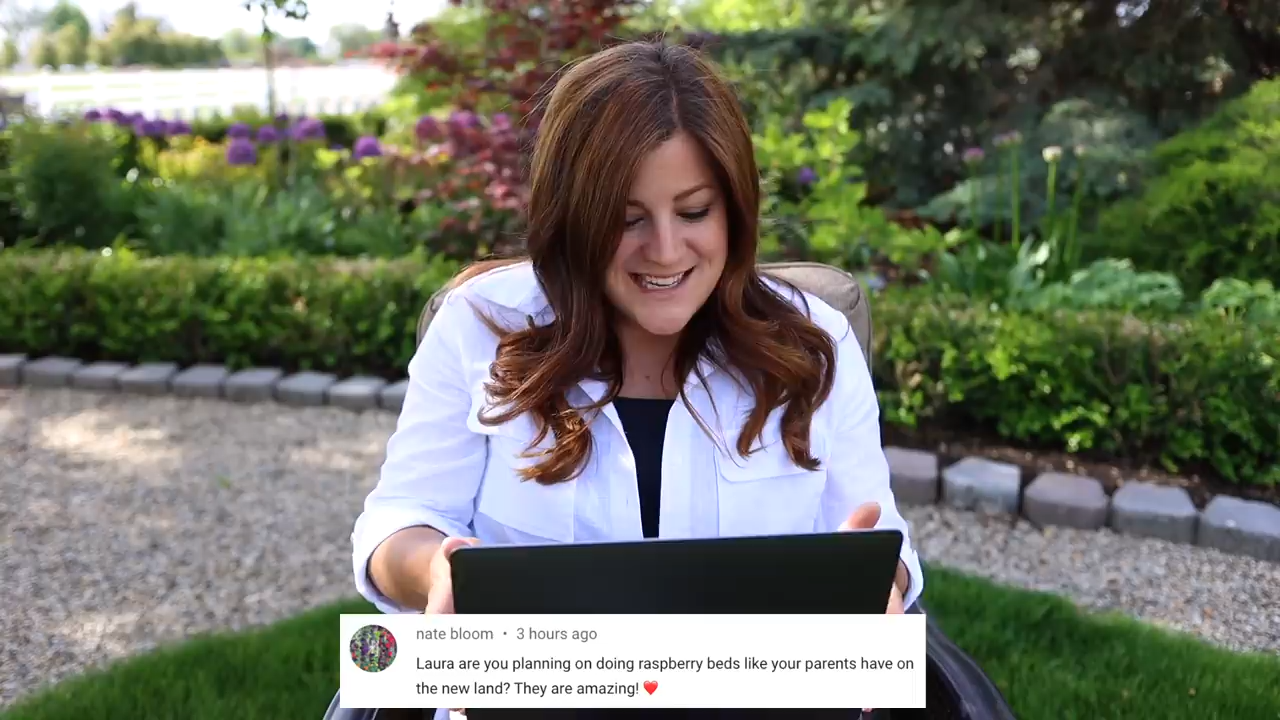 nate bloom • 3 hours ago
Laura are you planning on doing raspberry beds like your parents have on
the new land? They are amazing! ❤️